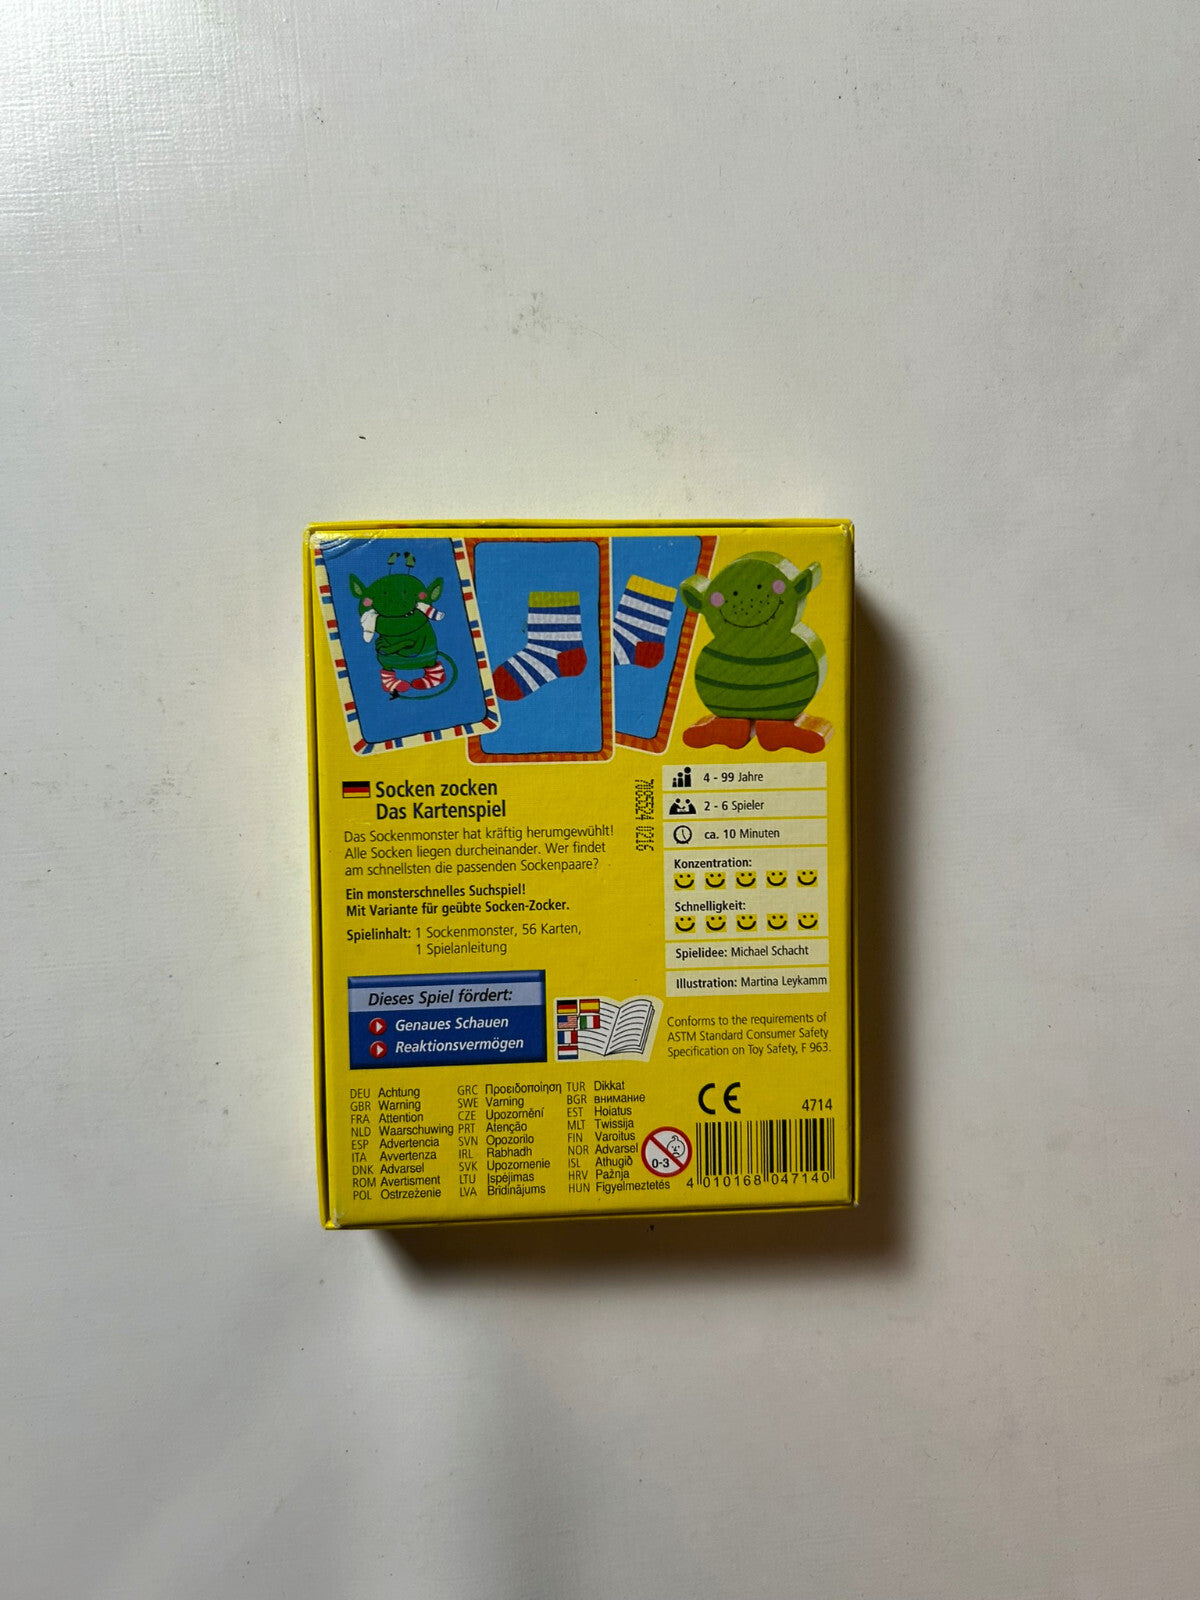 Socken zocken
Das Kartenspiel
Das Sockenmonster hat kräftig herumgewühlt!
Alle Socken liegen durcheinander. Wer findet
am schnellsten die passenden Sockenpaare?
Ein monsterschnelles Suchspiel!
Mit Variante für geübte Socken-Zocker.
Spielinhalt: 1 Sockenmonster, 56 Karten,
1 Spielanleitung
Dieses Spiel fördert:
Genaues Schauen
Reaktionsvermögen
4 - 99 Jahre
2 - 6 Spieler
ca. 10 Minuten
Konzentration:
Schnelligkeit:
Spielidee: Michael Schacht
Illustration: Martina Leykamm
Conforms to the requirements of
ASTM Standard Consumer Safety
Specification on Toy Safety, F 963.
DEU Achtung
GBR Warning
FRA Attention
NLD Waarschuwing
ESP Advertencia
ITA Avvertenza
DNK Advarsel
ROM Avertisment
POL Ostrzeżenie
GRC Προειδοποίηση
SWE Varning
CZE Upozornění
PRT Atenção
SVN Opozorilo
IRL Rabhadh
SVK Upozornenie
LTU Įspėjimas
LVA Brīdinājums
TUR Dikkat
BGR внимание
EST Hoiatus
MLT Twissija
FIN Varoitus
NOR Advarsel
ISL Athugið
HRV Pažnja
HUN Figyelmeztetés
0-3
CE
4714
4 010168 047140